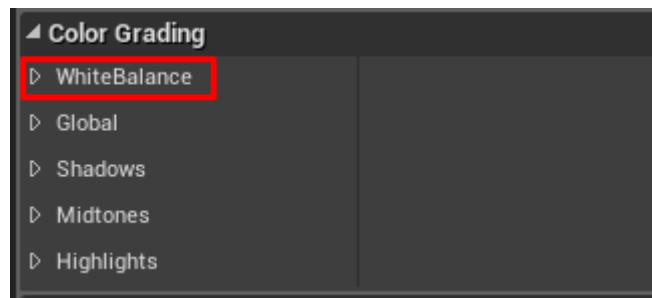 Color Grading
WhiteBalance
Global
Shadows
Midtones
Highlights